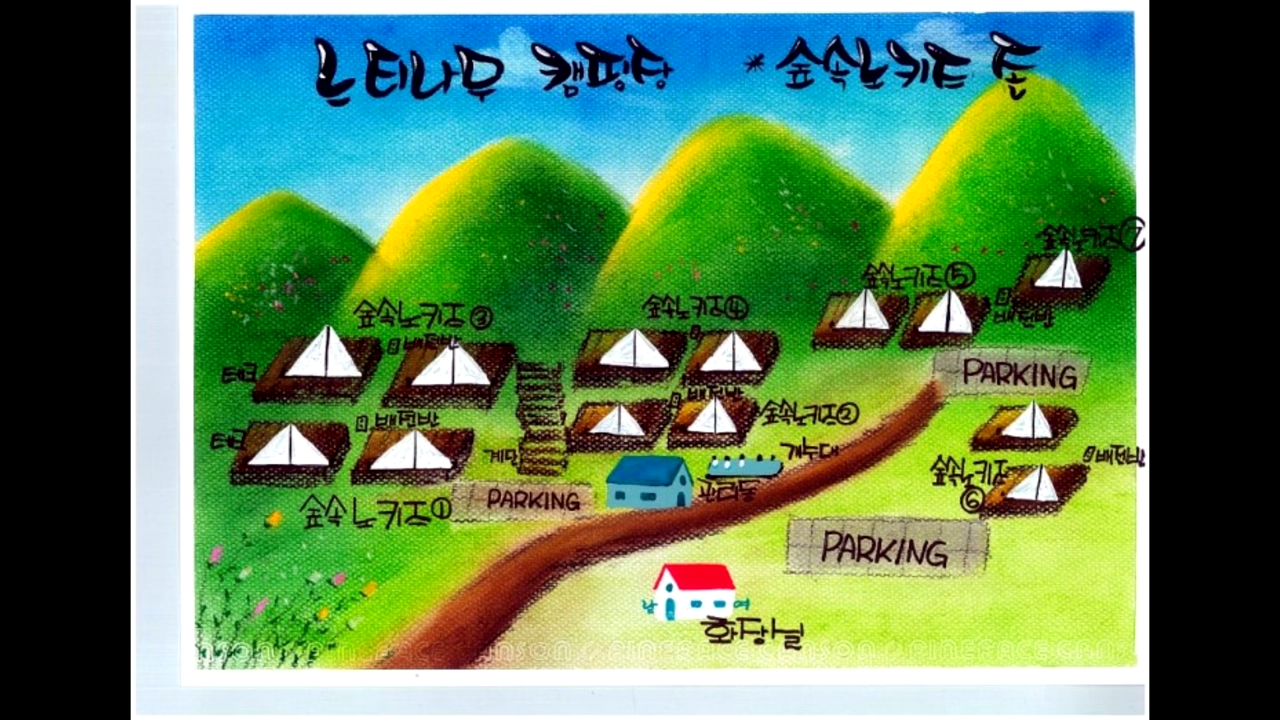 느티나무 캠핑장 *숲속노키즈 존
숲속노키즈⑦
숲속노키즈⑤
배전반
숲속노키즈③
숲속노키즈④
배전반
데크
PARKING
배전반
숲속노키즈②
배전반
데크
계단
개수대
배전반
숲속노키즈
⑥
관리동
PARKING
숲속노키즈①
PARKING
남
여
화장실